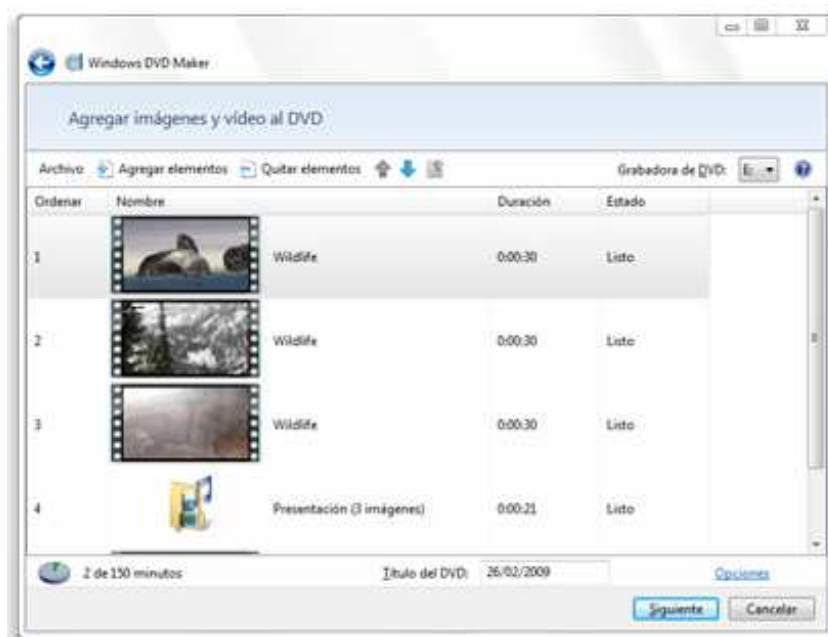 Windows DVD Maker
Agregar imágenes y vídeo al DVD
Archivo Agregar elementos Quitar elementos Grabadora de DVD: E:
Ordenar Nombre Duración Estado
1 Wildlife 0:00:30 Listo
2 Wildlife 0:00:30 Listo
3 Wildlife 0:00:30 Listo
4 Presentación (3 imágenes) 0:00:21 Listo
2 de 150 minutos Título del DVD: 26/02/2009 Opciones
Siguiente Cancelar